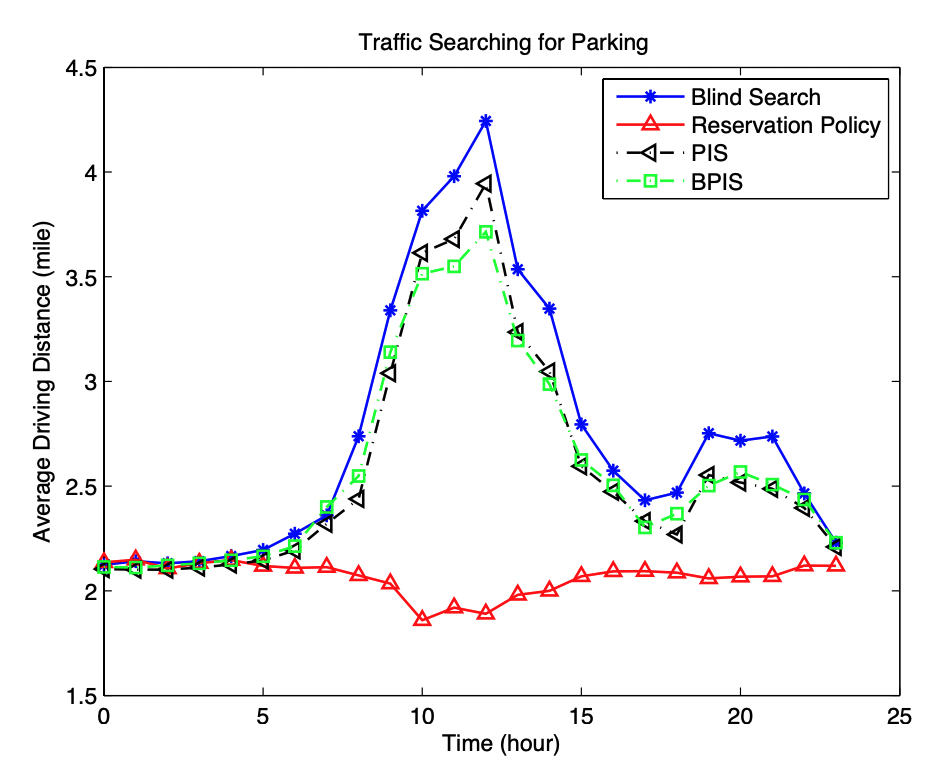 Traffic Searching for Parking
4.5
4
3.5
3
2.5
2
1.5
Average Driving Distance (mile)
Blind Search
Reservation Policy
PIS
BPIS
0 5 10 15 20 25
Time (hour)